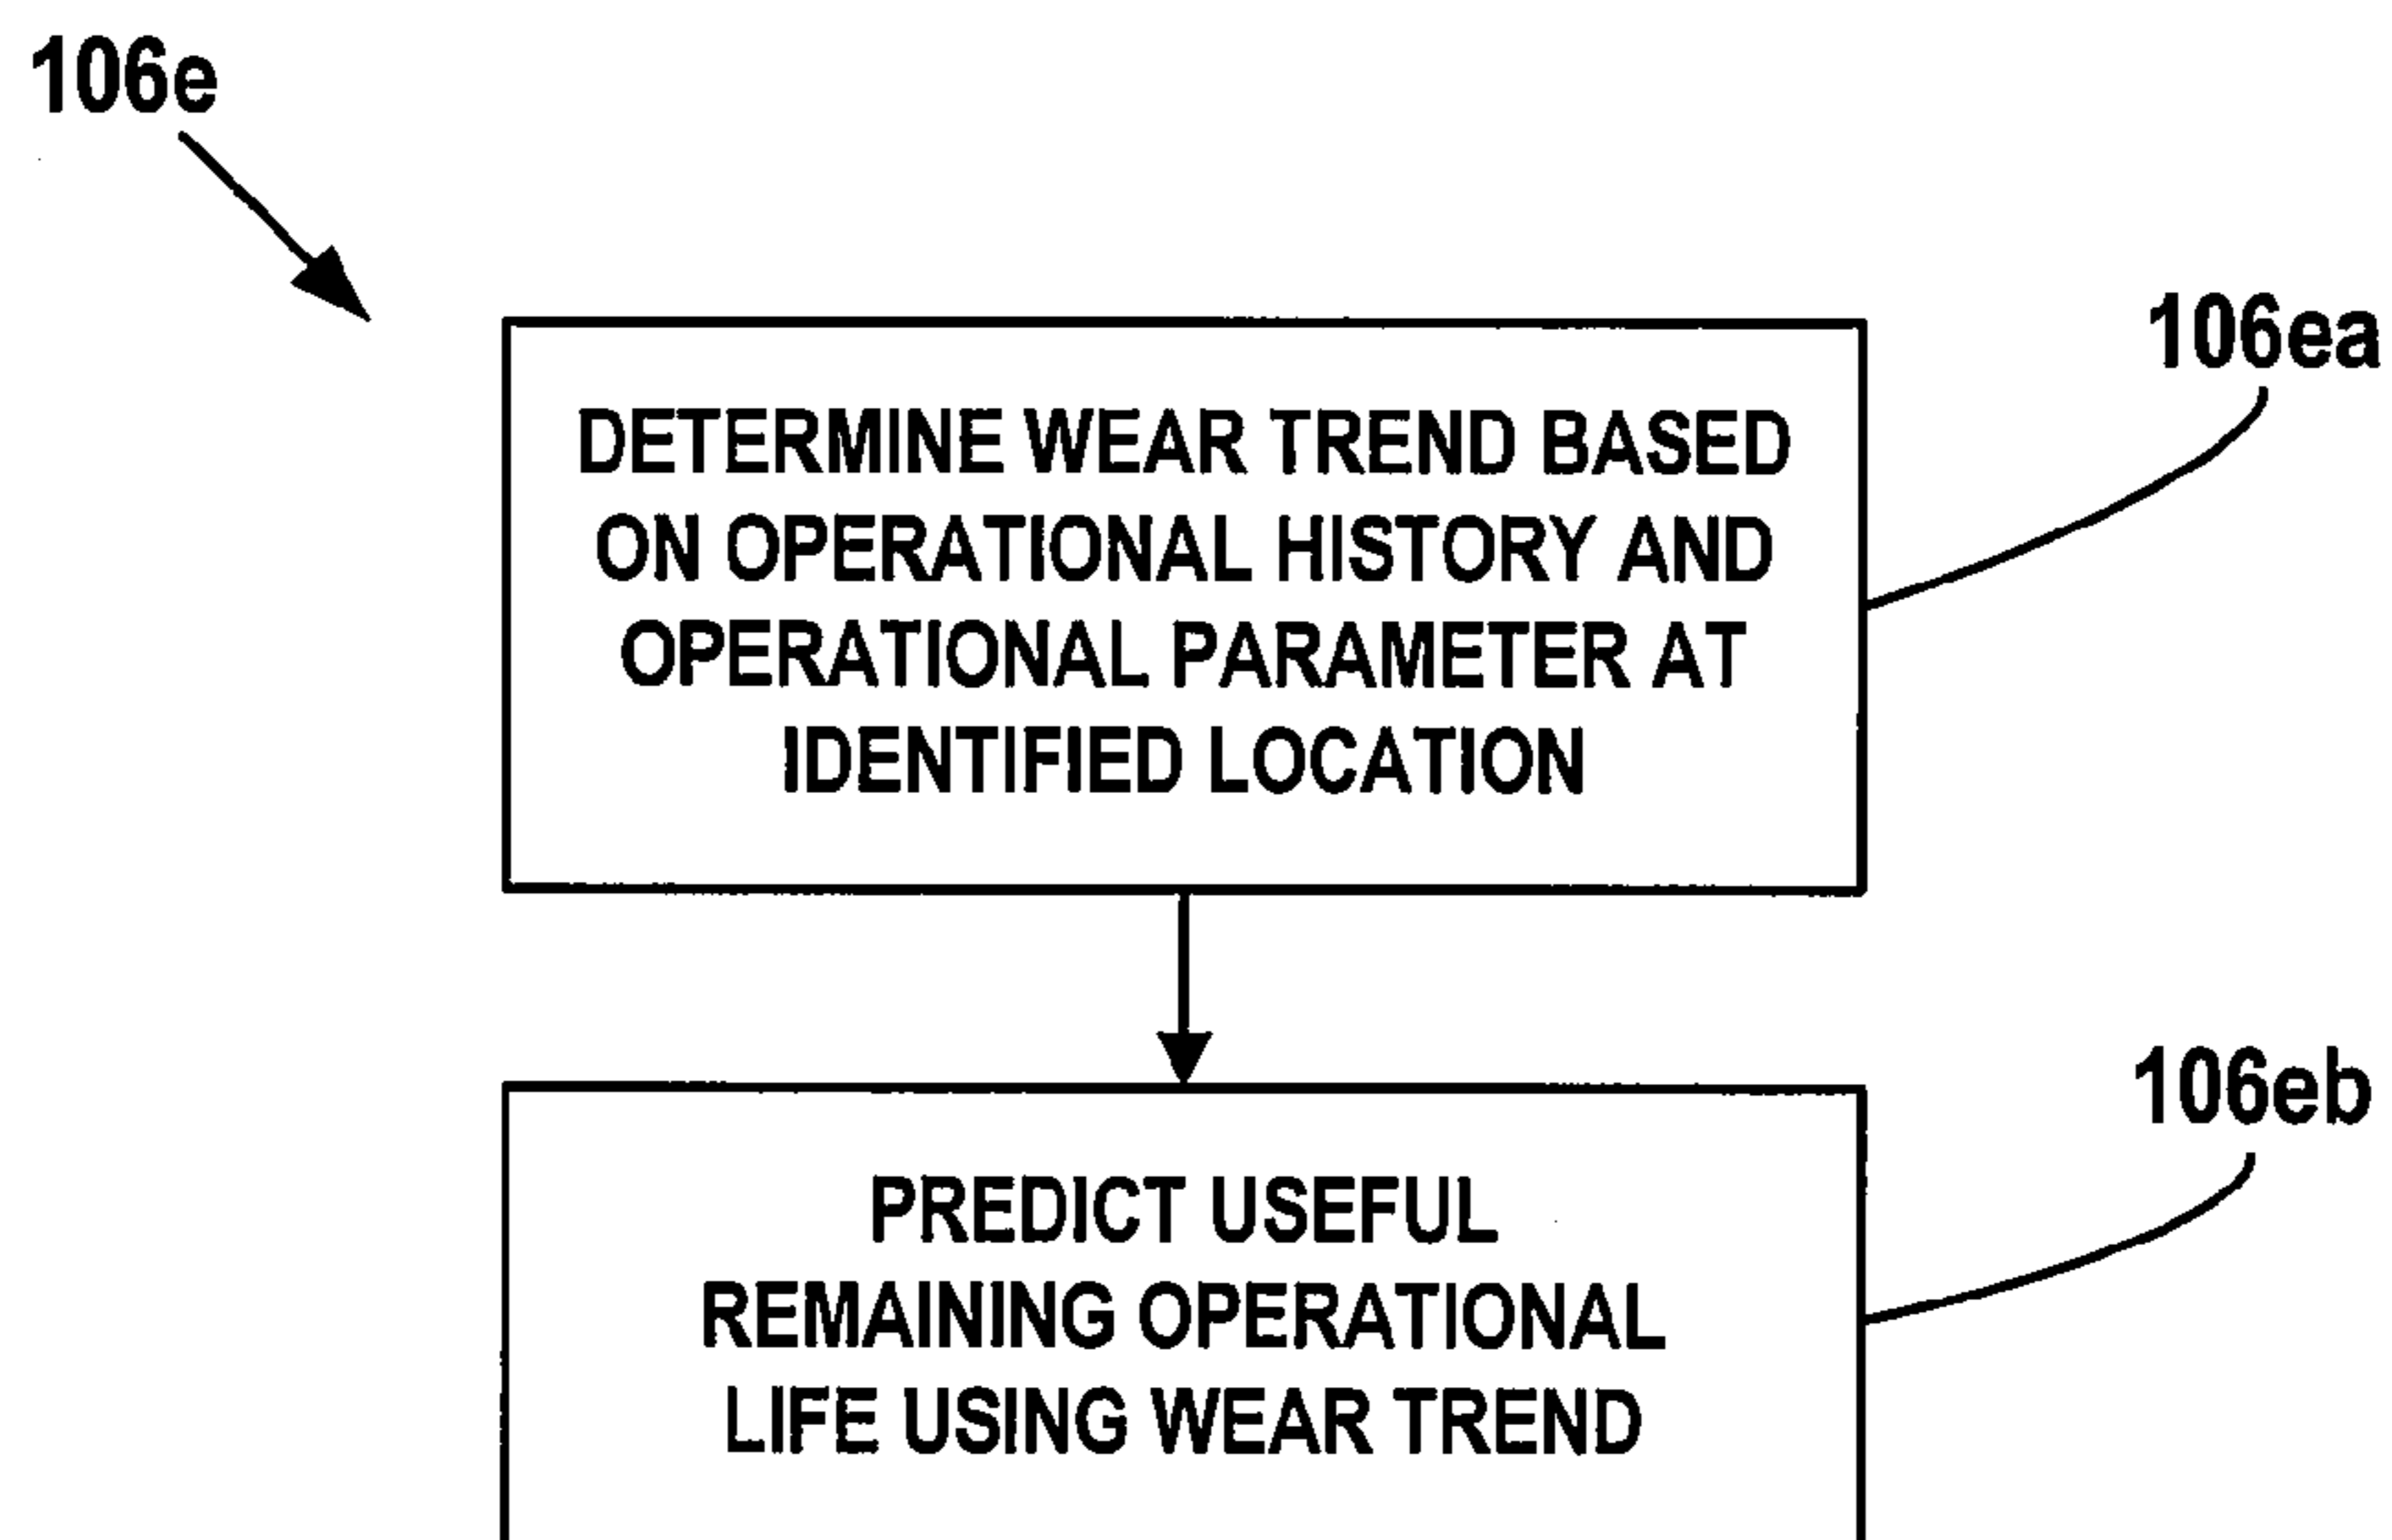 106e
106ea
DETERMINE WEAR TREND BASED
ON OPERATIONAL HISTORY AND
OPERATIONAL PARAMETER AT
IDENTIFIED LOCATION
106eb
PREDICT USEFUL
REMAINING OPERATIONAL
LIFE USING WEAR TREND